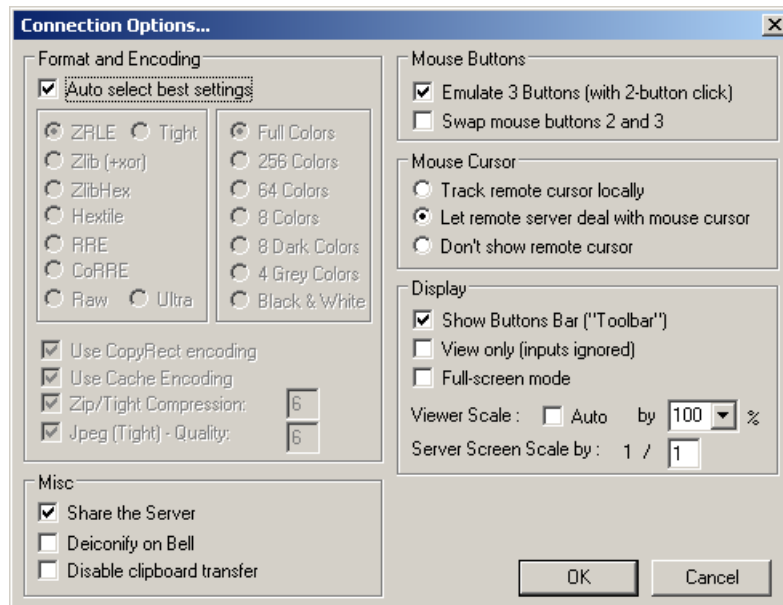 Connection Options...
Format and Encoding
Auto select best settings
ZRLE Tight
Zlib (+xor)
ZlibHex
Hextile
RRE
CoRRE
Raw Ultra
Full Colors
256 Colors
64 Colors
8 Colors
8 Dark Colors
4 Grey Colors
Black & White
Use CopyRect encoding
Use Cache Encoding
Zip/Tight Compression: 6
Jpeg (Tight) - Quality: 6
Misc
Share the Server
Deiconify on Bell
Disable clipboard transfer
Mouse Buttons
Emulate 3 Buttons (with 2-button click)
Swap mouse buttons 2 and 3
Mouse Cursor
Track remote cursor locally
Let remote server deal with mouse cursor
Don't show remote cursor
Display
Show Buttons Bar ("Toolbar")
View only (inputs ignored)
Full-screen mode
Viewer Scale : Auto by 100 %
Server Screen Scale by : 1 / 1
OK Cancel